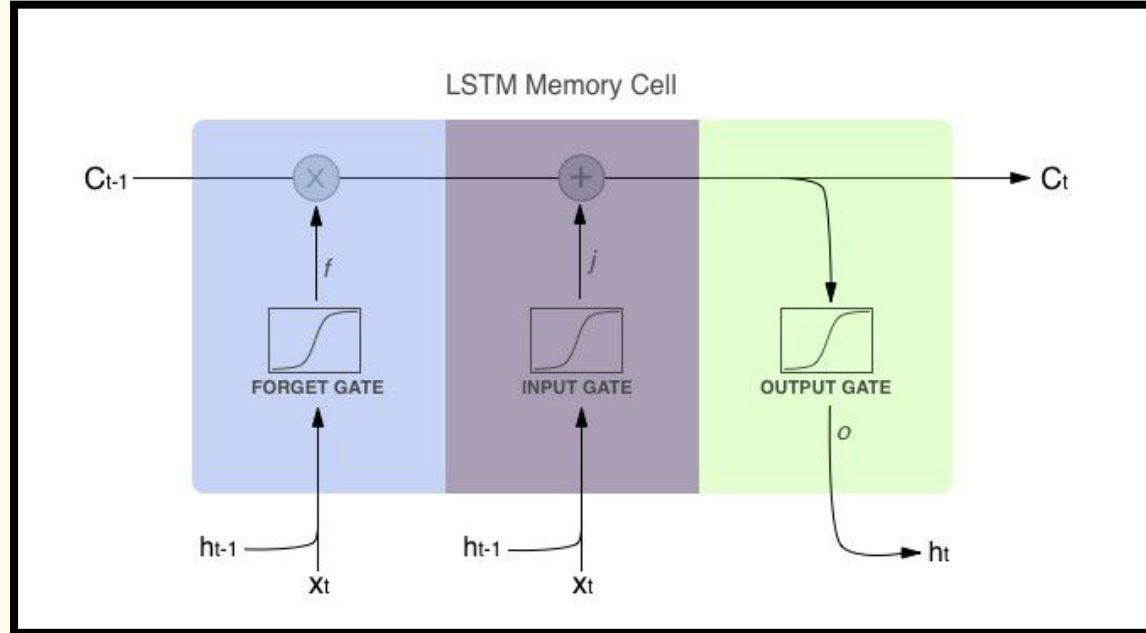 LSTM Memory Cell
Ct-1
X
+
Ct
f
j
FORGET GATE
INPUT GATE
OUTPUT GATE
o
ht-1
ht-1
ht
xt
xt